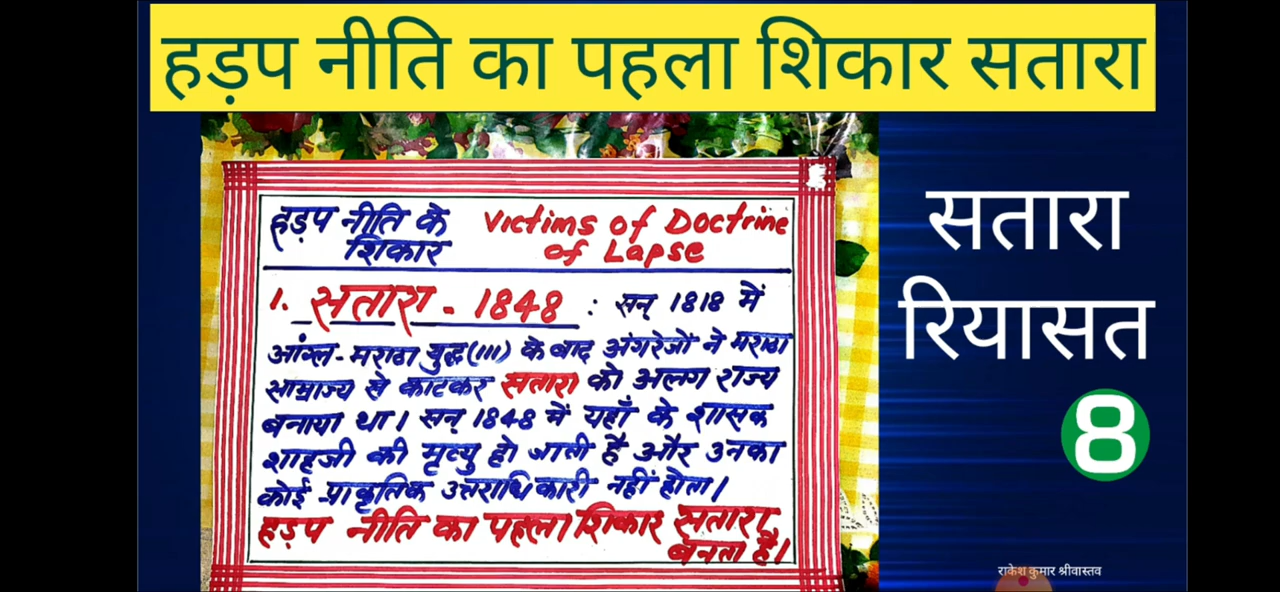 हड़प नीति का पहला शिकार सतारा
हड़प नीति के Victims of Doctrine
शिकार of Lapse
1. सतारा - 1848 : सन् 1818 में
आंग्ल-मराठा युद्ध(III) के बाद अंगरेजों ने मराठा
साम्राज्य से काटकर सतारा को अलग राज्य
बनाया था। सन् 1848 में यहाँ के शासक
शाहजी की मृत्यु हो जाती है और उनका
कोई प्राकृतिक उत्तराधिकारी नहीं होता।
हड़प नीति का पहला शिकार सतारा
बनता है।
सतारा
रियासत
8
राकेश कुमार श्रीवास्तव